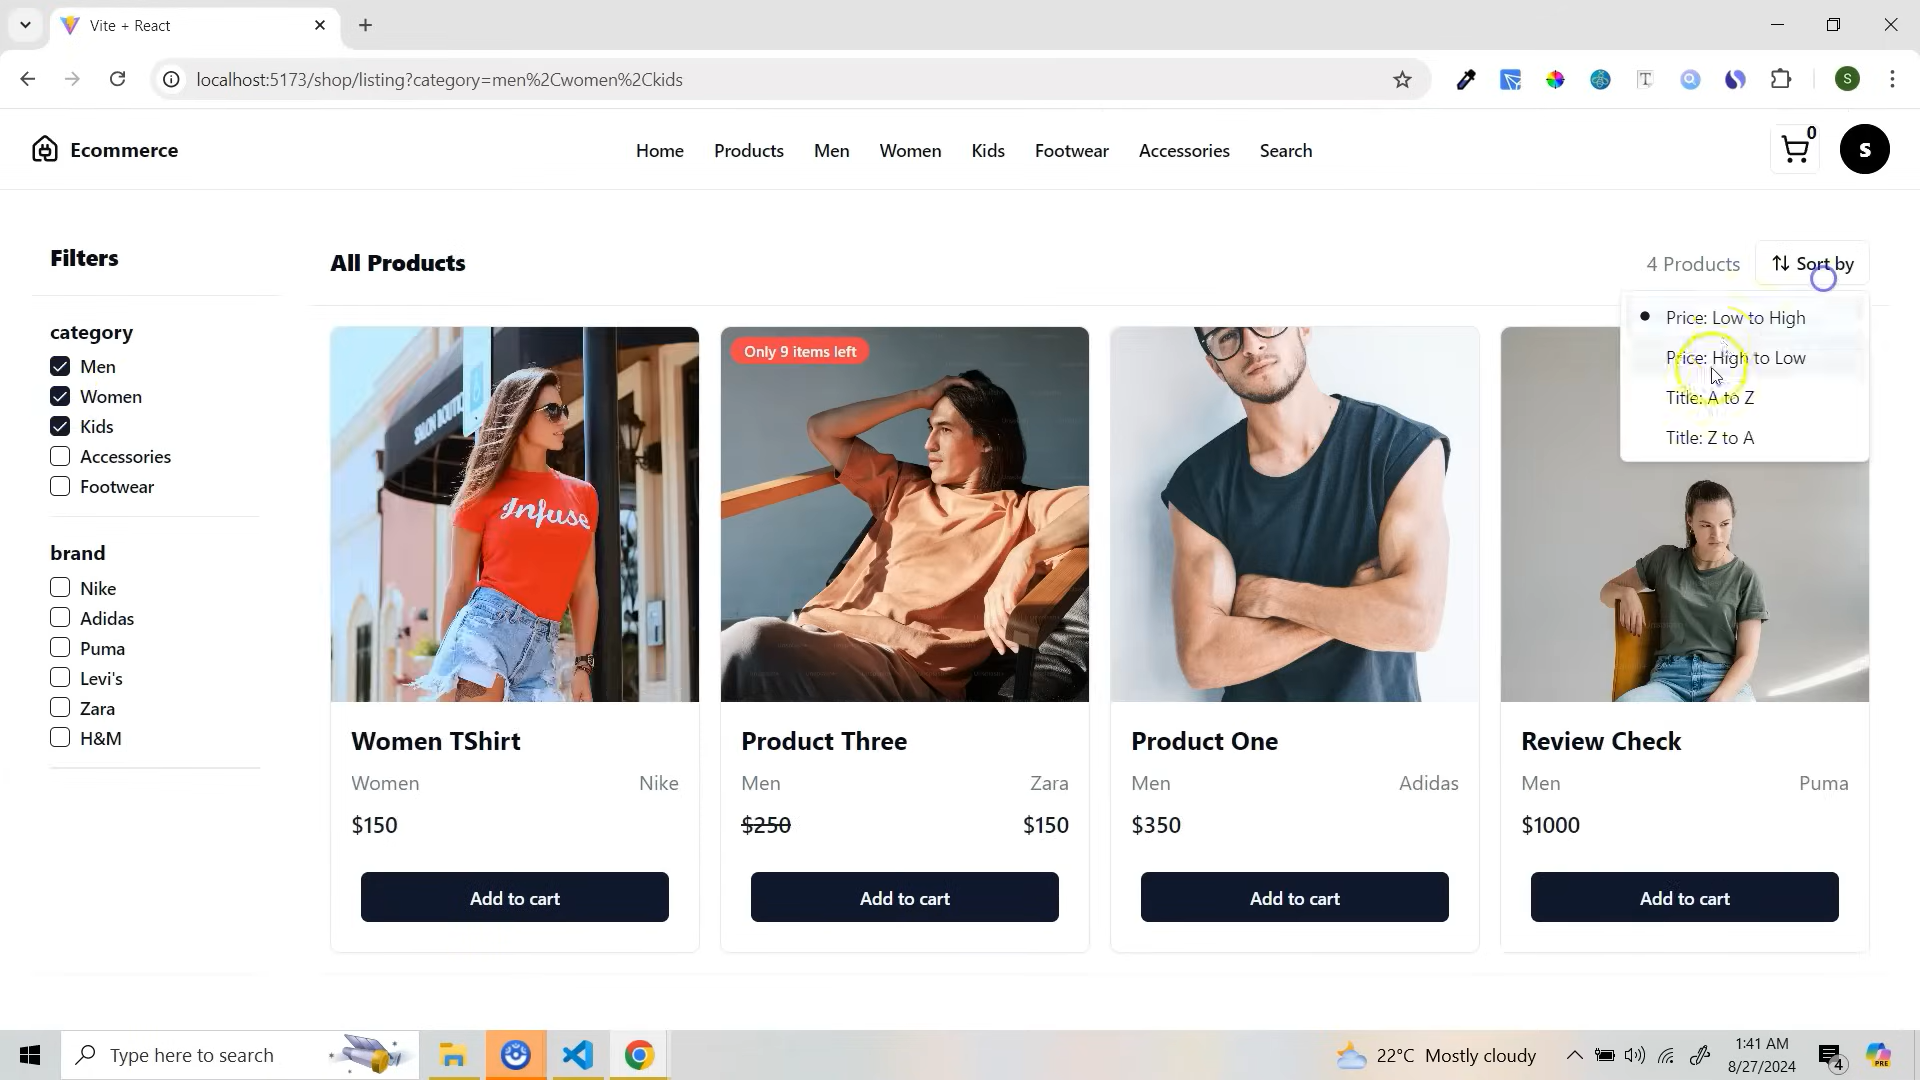 Vite + React
localhost:5173/shop/listing?category=men%2Cwomen%2Ckids
T
S
Ecommerce
Home Products Men Women Kids Footwear Accessories Search
0
S
Filters
category
Men
Women
Kids
Accessories
Footwear
brand
Nike
Adidas
Puma
Levi's
Zara
H&M
All Products
4 Products
Sort by
Price: Low to High
Price: High to Low
Title: A to Z
Title: Z to A
SALON BOUTI
Infuse
Women TShirt
Women Nike
$150
Add to cart
Only 9 items left
Product Three
Men Zara
$250 $150
Add to cart
Product One
Men Adidas
$350
Add to cart
Review Check
Men Puma
$1000
Add to cart
Type here to search
22°C Mostly cloudy
1:41 AM
8/27/2024
4
PRE